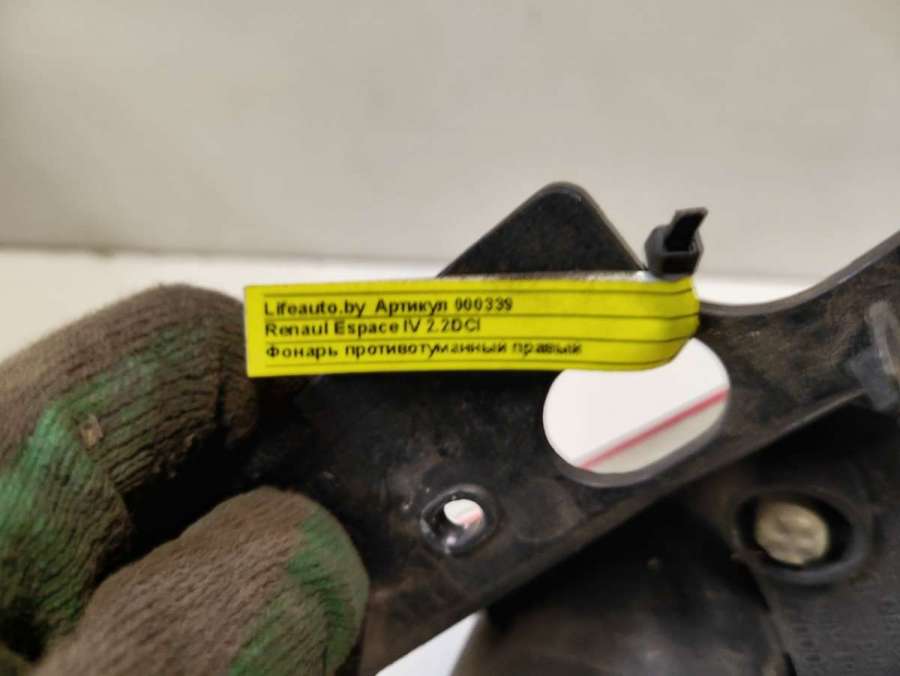 Lifeauto.by Артикул 900339
Renaul Espace IV 2.2DCI
Фонарь противотуманный правый